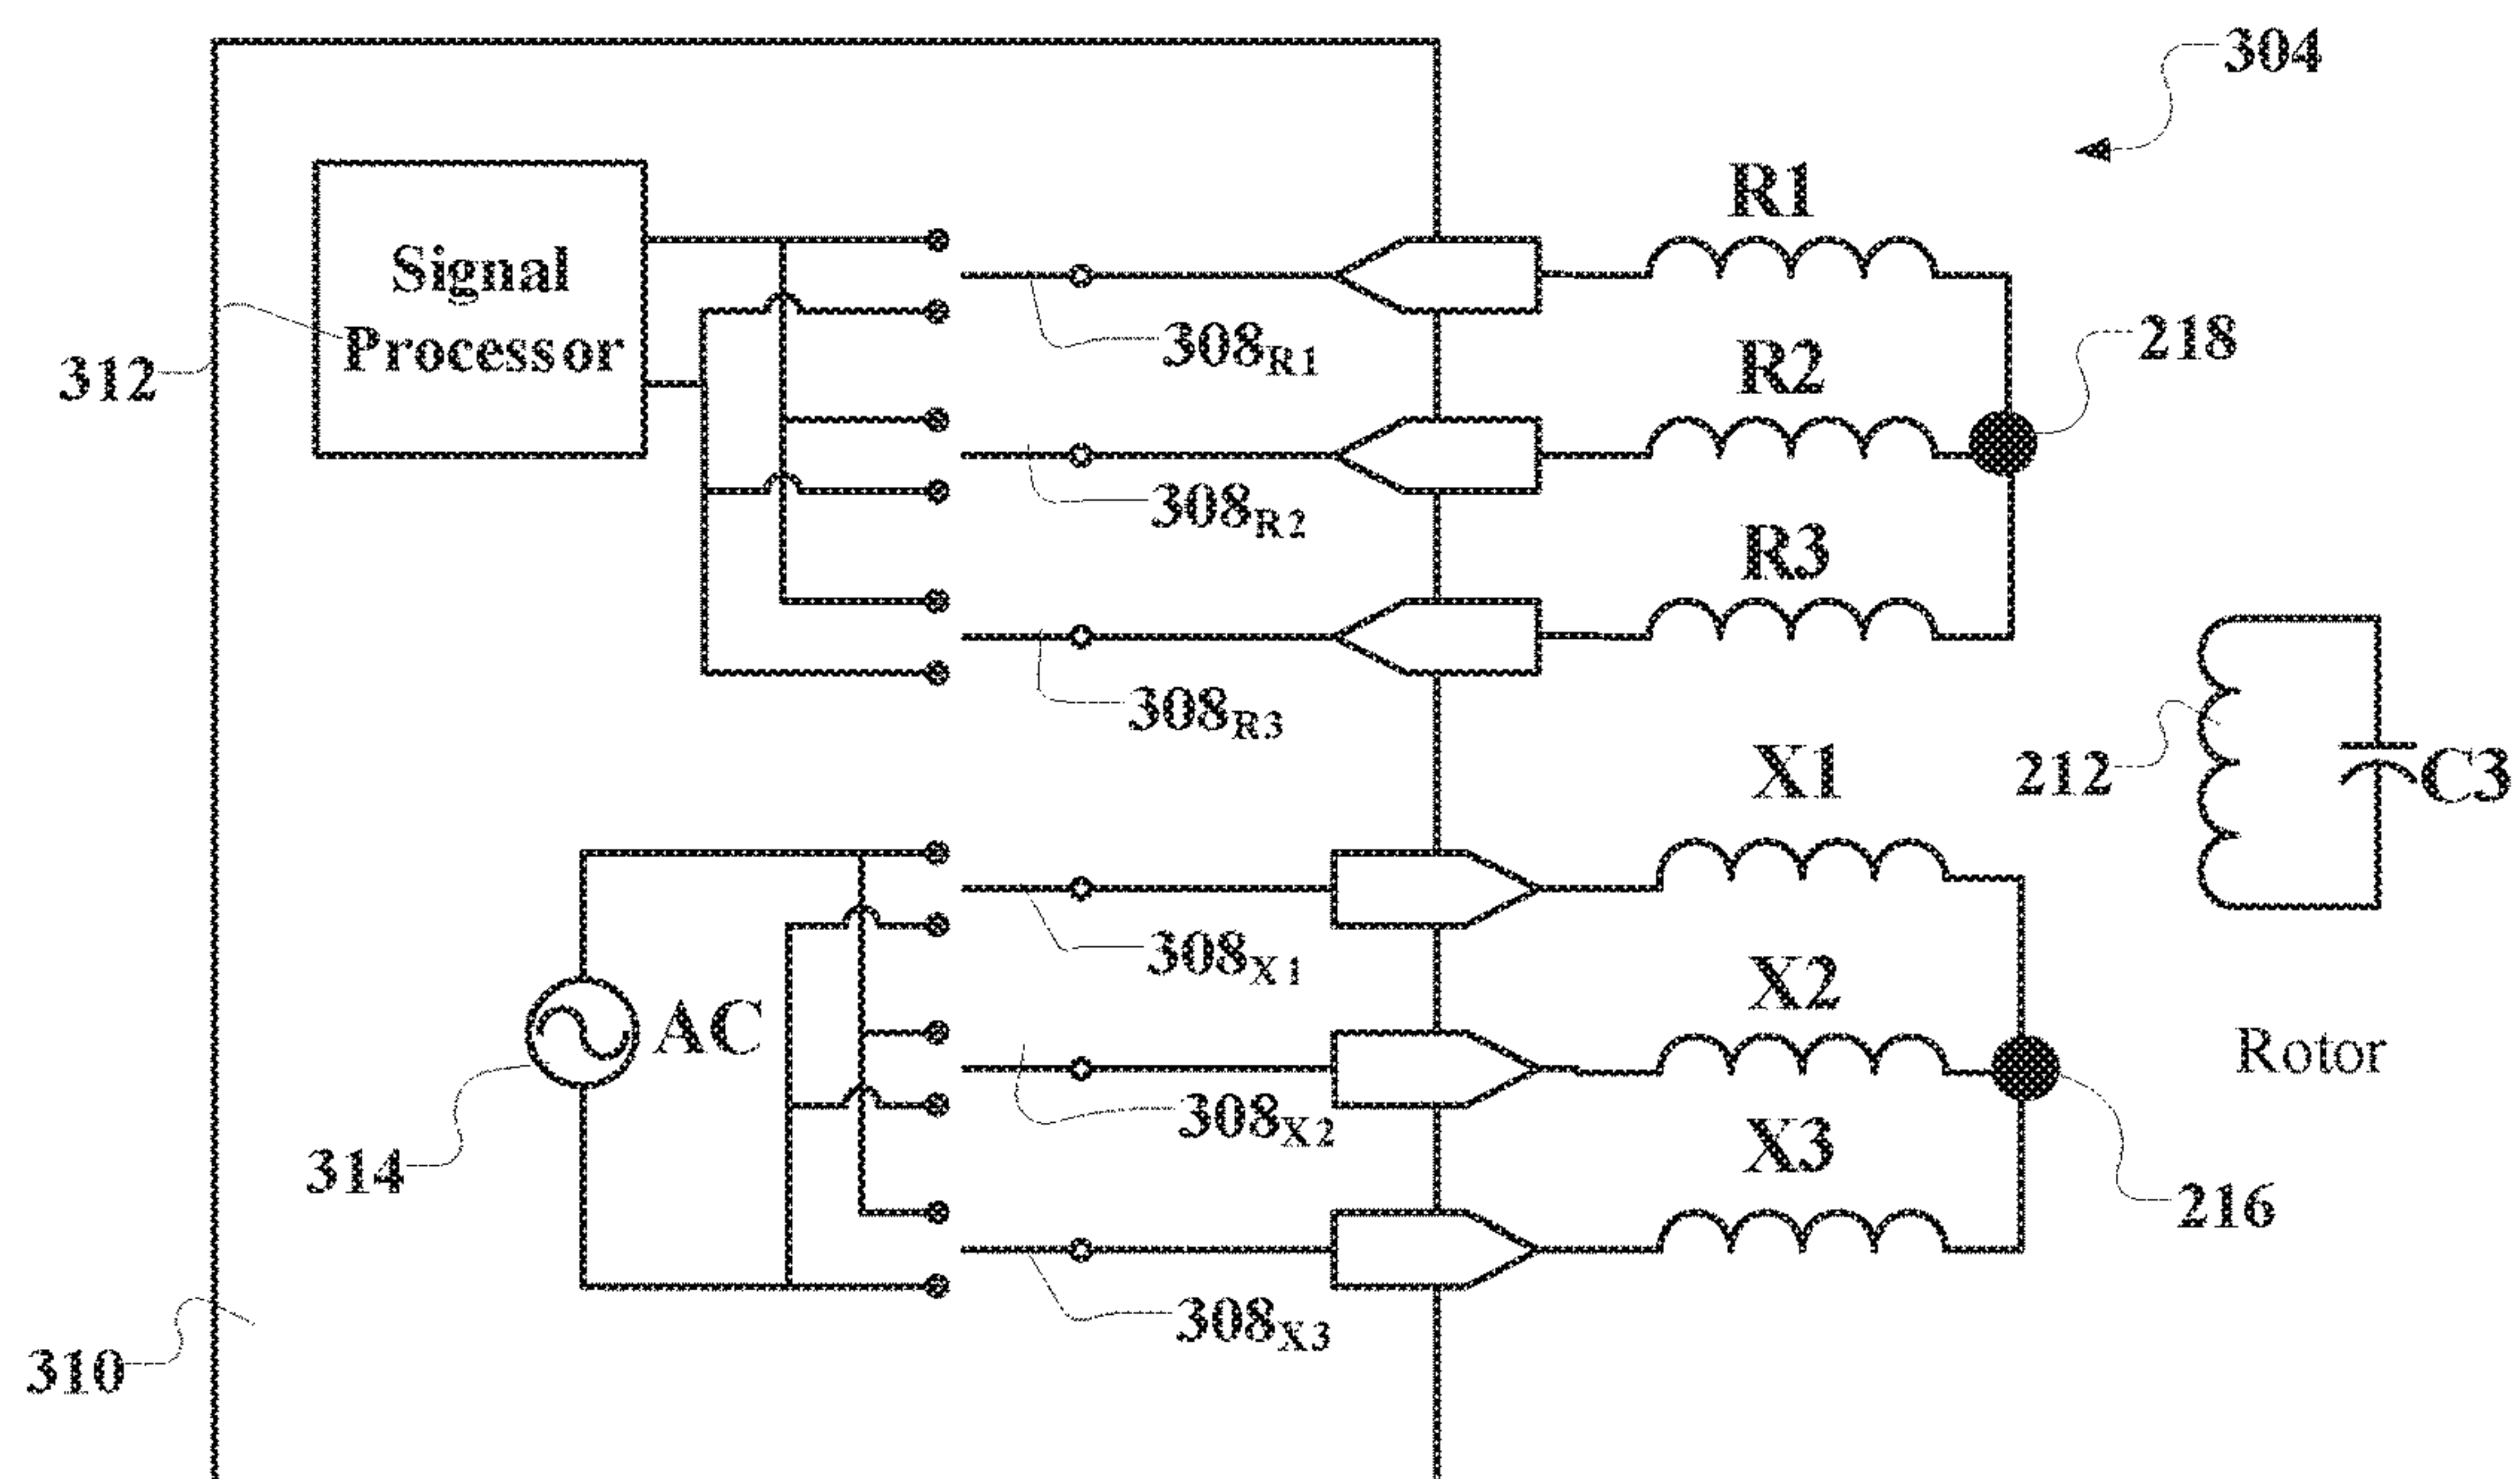 304
R1
Signal
Processor
312
308R1
R2
218
308R2
R3
308R3
X1
212
C3
308X1
X2
AC
Rotor
308X2
X3
314
216
308X3
310